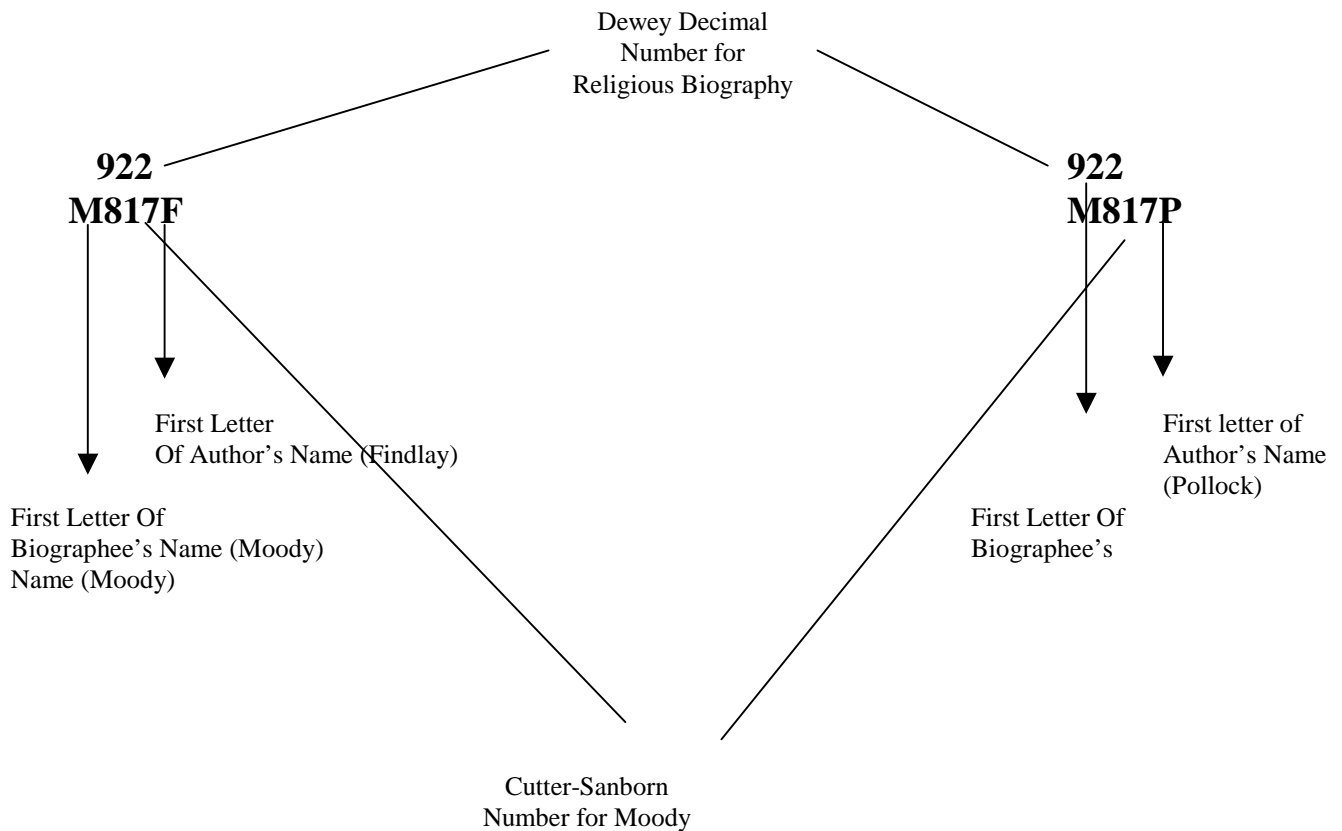 Dewey Decimal
Number for
Religious Biography
922
M817F
922
M817P
First Letter
Of Author’s Name (Findlay)
First Letter Of
Biographee’s Name (Moody)
Name (Moody)
First letter of
Author’s Name
(Pollock)
First Letter Of
Biographee’s
Cutter-Sanborn
Number for Moody